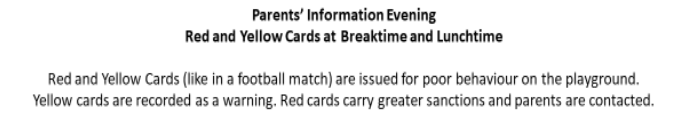 Parents’ Information Evening
Red and Yellow Cards at Breaktime and Lunchtime
Red and Yellow Cards (like in a football match) are issued for poor behaviour on the playground.
Yellow cards are recorded as a warning. Red cards carry greater sanctions and parents are contacted.